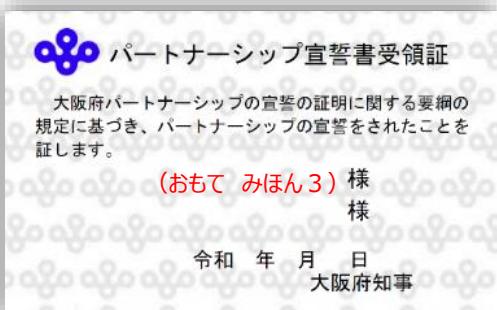 パートナーシップ宣誓書受領証
大阪府パートナーシップの宣誓の証明に関する要綱の
規定に基づき、パートナーシップの宣誓をされたことを
証します。
(おもて みほん3) 様
様
令和 年 月 日
大阪府知事